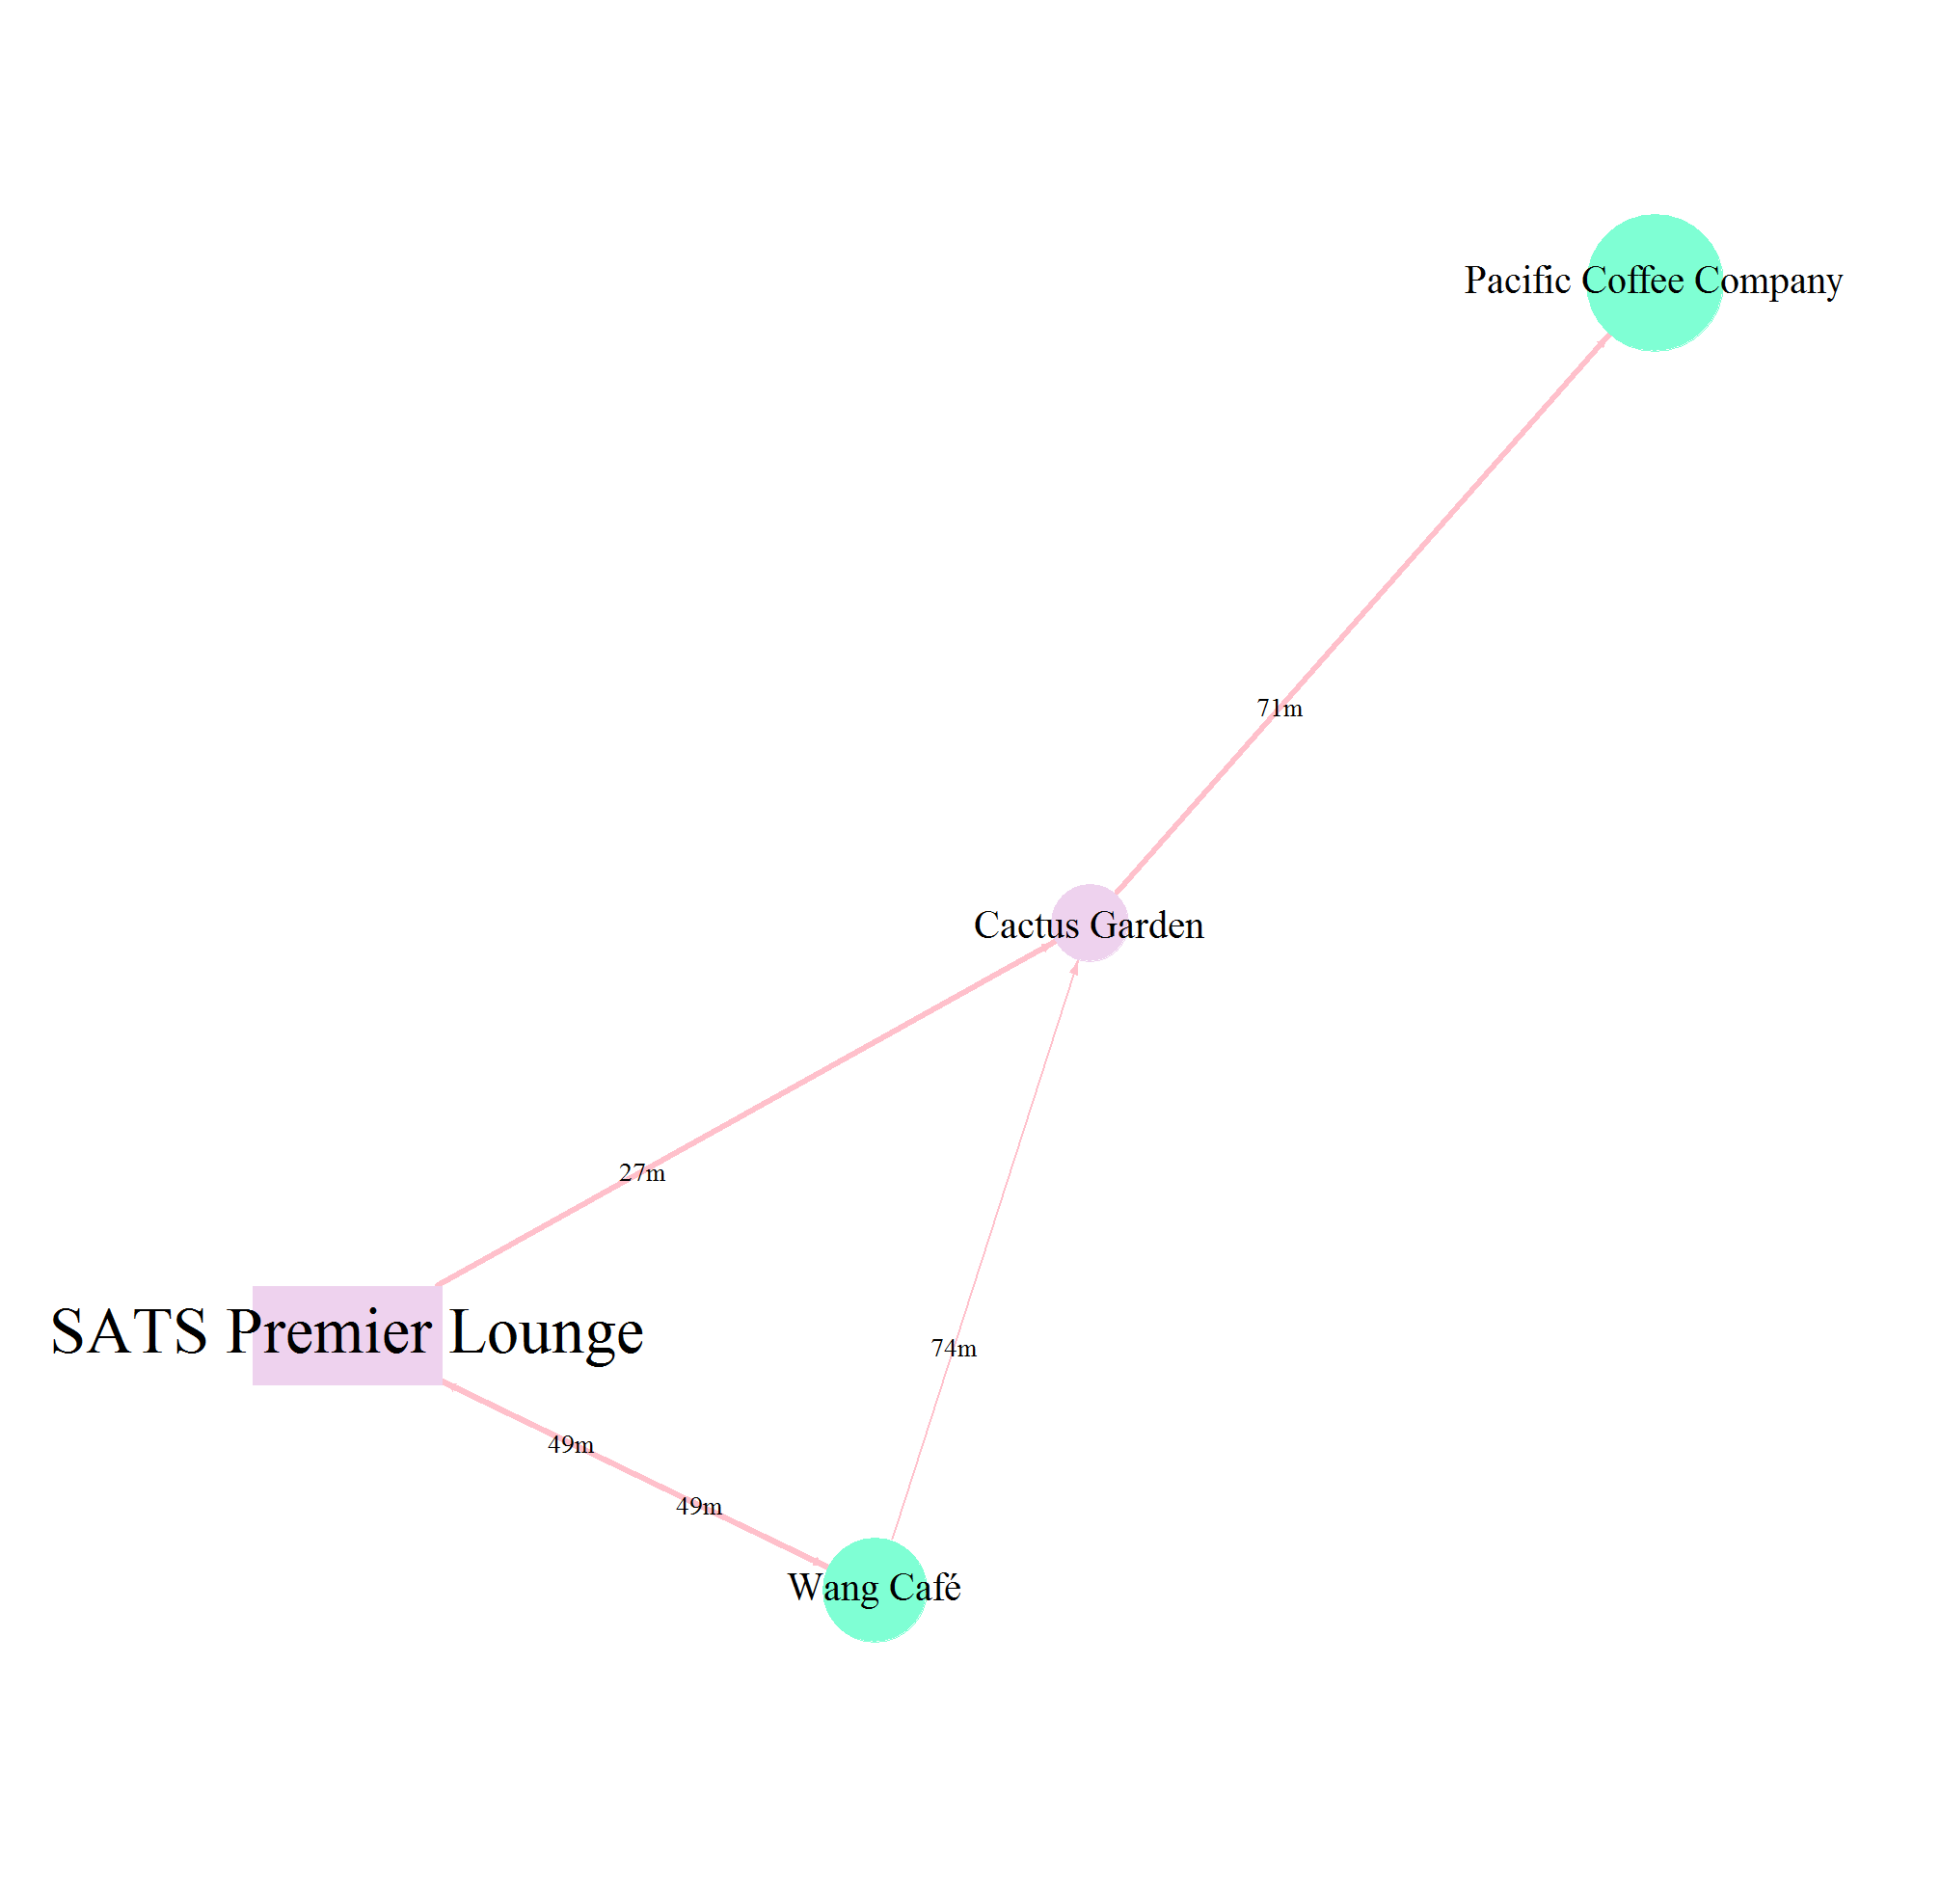 Pacific Coffee Company
71m
Cactus Garden
27m
SATS Premier Lounge
74m
49m
49m
Wang Café